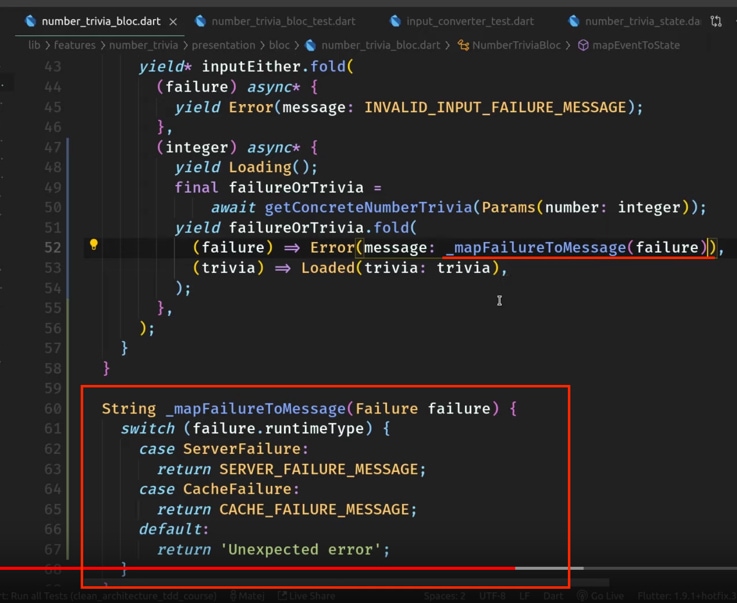 number_trivia_bloc.dart × number_trivia_bloc_test.dart input_converter_test.dart number_trivia_state.da
lib > features > number_trivia > presentation > bloc > number_trivia_bloc.dart > NumberTriviaBloc > mapEventToState
43 yield* inputEither.fold(
44 (failure) async* {
45 yield Error(message: INVALID_INPUT_FAILURE_MESSAGE);
46 },
47 (integer) async* {
48 yield Loading();
49 final failureOrTrivia =
50 await getConcreteNumberTrivia(Params(number: integer));
51 yield failureOrTrivia.fold(
52 (failure) => Error(message: _mapFailureToMessage(failure)),
53 (trivia) => Loaded(trivia: trivia),
54 );
55 },
56 );
57 }
58 }
59
60 String _mapFailureToMessage(Failure failure) {
61 switch (failure.runtimeType) {
62 case ServerFailure:
63 return SERVER_FAILURE_MESSAGE;
64 case CacheFailure:
65 return CACHE_FAILURE_MESSAGE;
66 default:
67 return 'Unexpected error';
68 }
rt: Run all Tests (clean_architecture_tdd_course) Matej Live Share Spaces: 2 UTF-8 LF Dart Go Live Flutter: 1.9.1+hotfix.